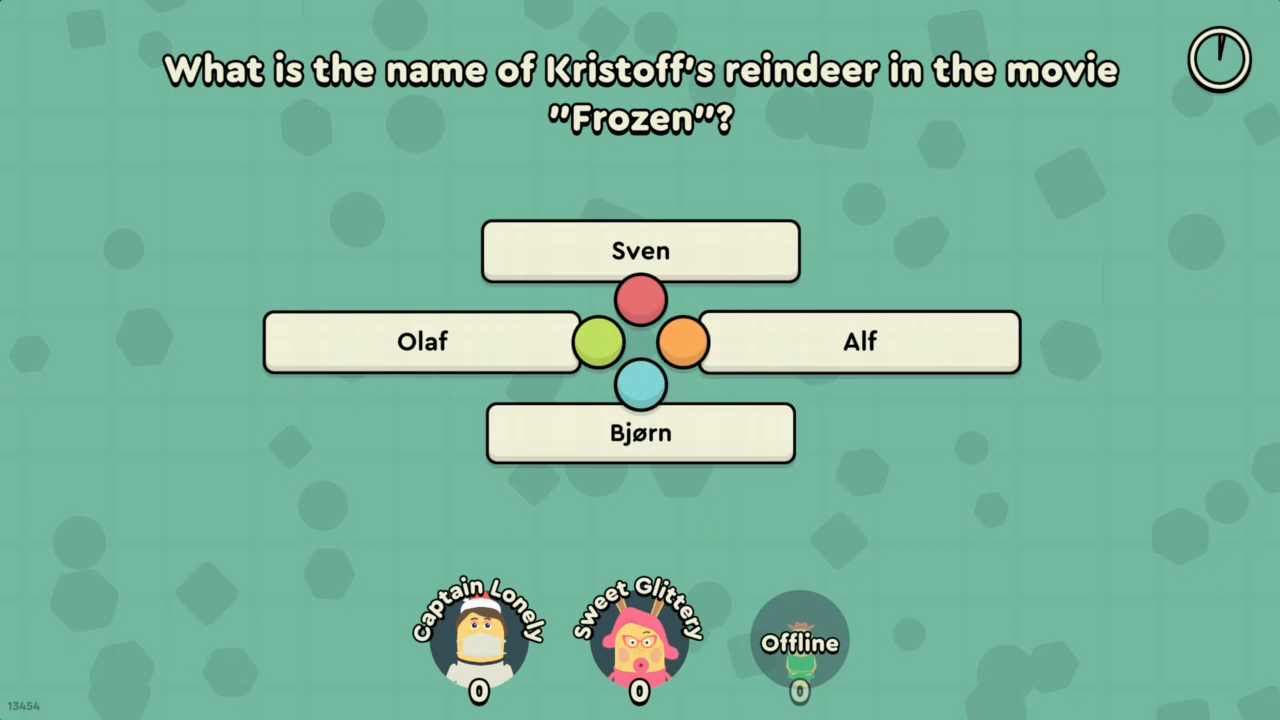 What is the name of Kristoff's reindeer in the movie
"Frozen"?
Sven
Olaf
Alf
Bjørn
Captain Lonely
Sweet Glittery
Offline
0
0
0
13454